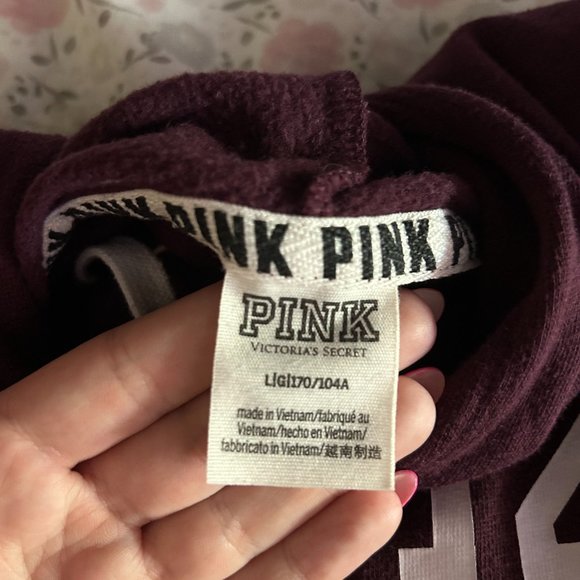 PINK PINK PINK P
PINK
VICTORIA'S SECRET
L|G|170/104A
made in Vietnam/fabriqué au
Vietnam/hecho en Vietnam/
fabbricato in Vietnam/越南制造